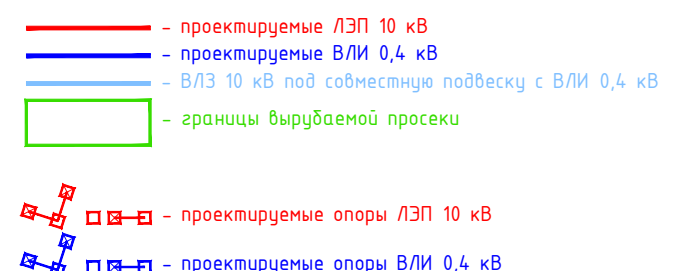 – проектируемые ЛЭП 10 кВ
– проектируемые ВЛИ 0,4 кВ
– ВЛЗ 10 кВ под совместную подвеску с ВЛИ 0,4 кВ
– границы вырубаемой просеки
– проектируемые опоры ЛЭП 10 кВ
– проектируемые опоры ВЛИ 0,4 кВ